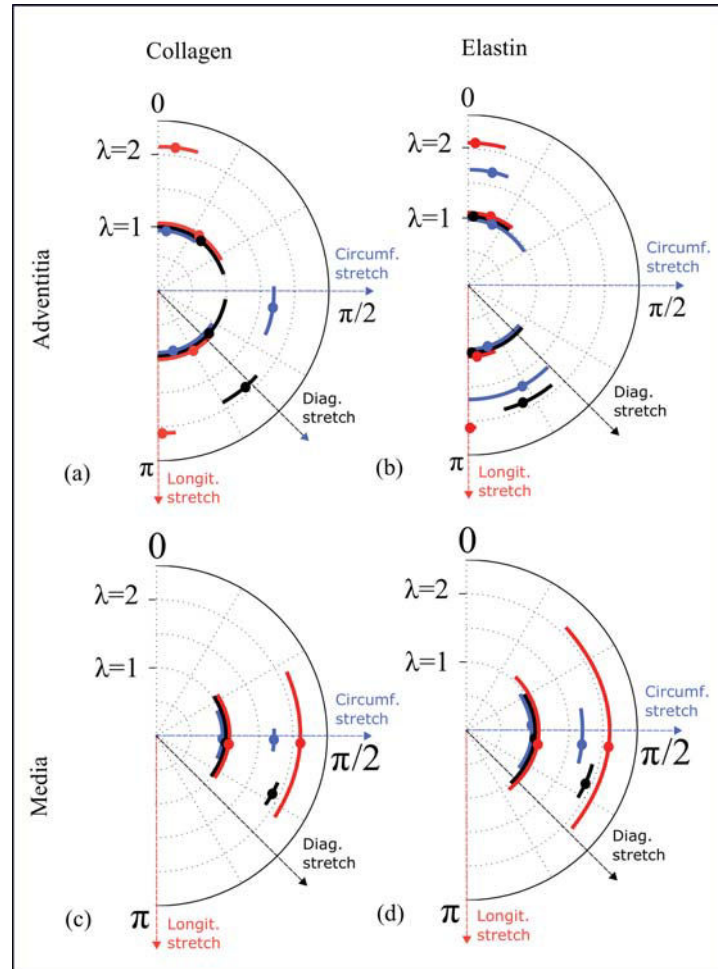 Collagen
Elastin
Adventitia
0
λ=2
λ=1
Circumf.
stretch
π/2
Diag.
stretch
π
Longit.
stretch
(a)
0
λ=2
λ=1
Circumf.
stretch
π/2
Diag.
stretch
π
Longit.
stretch
(b)
Media
0
λ=2
λ=1
Circumf.
stretch
π/2
Diag.
stretch
π
Longit.
stretch
(c)
0
λ=2
λ=1
Circumf.
stretch
π/2
Diag.
stretch
π
Longit.
stretch
(d)